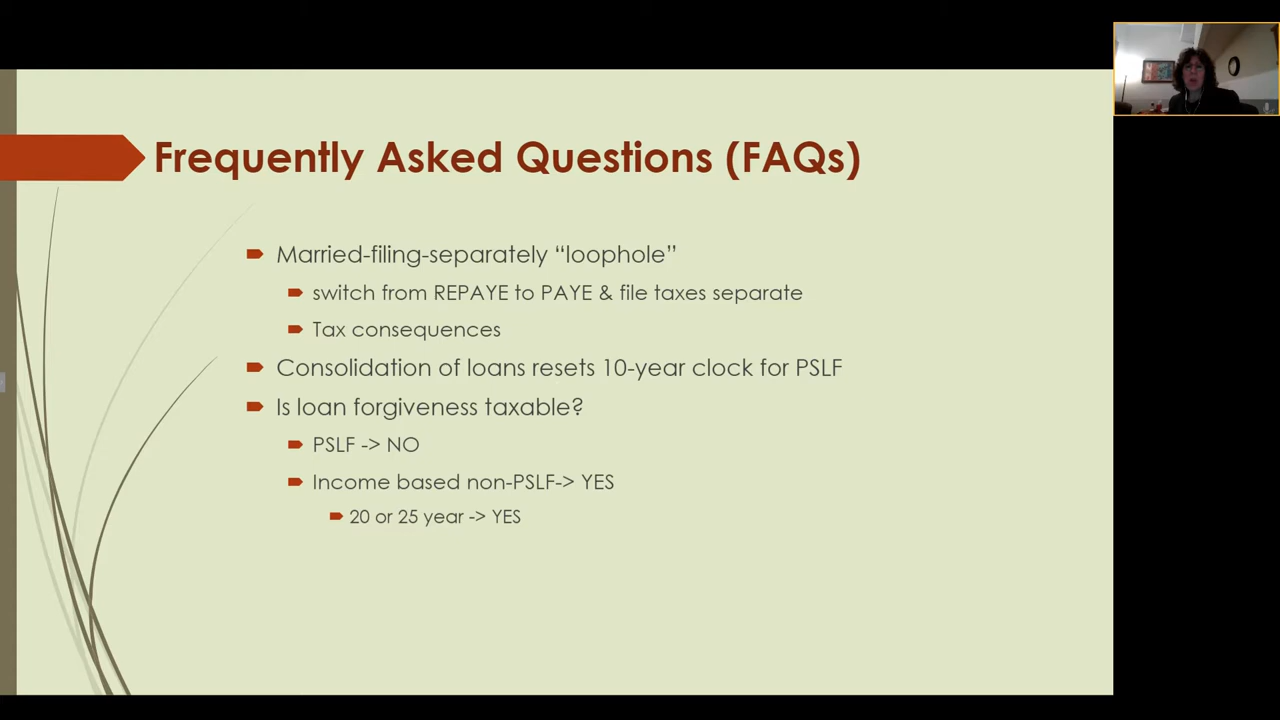 Frequently Asked Questions (FAQs)
Married-filing-separately “loophole”
switch from REPAYE to PAYE & file taxes separate
Tax consequences
Consolidation of loans resets 10-year clock for PSLF
Is loan forgiveness taxable?
PSLF -> NO
Income based non-PSLF-> YES
20 or 25 year -> YES